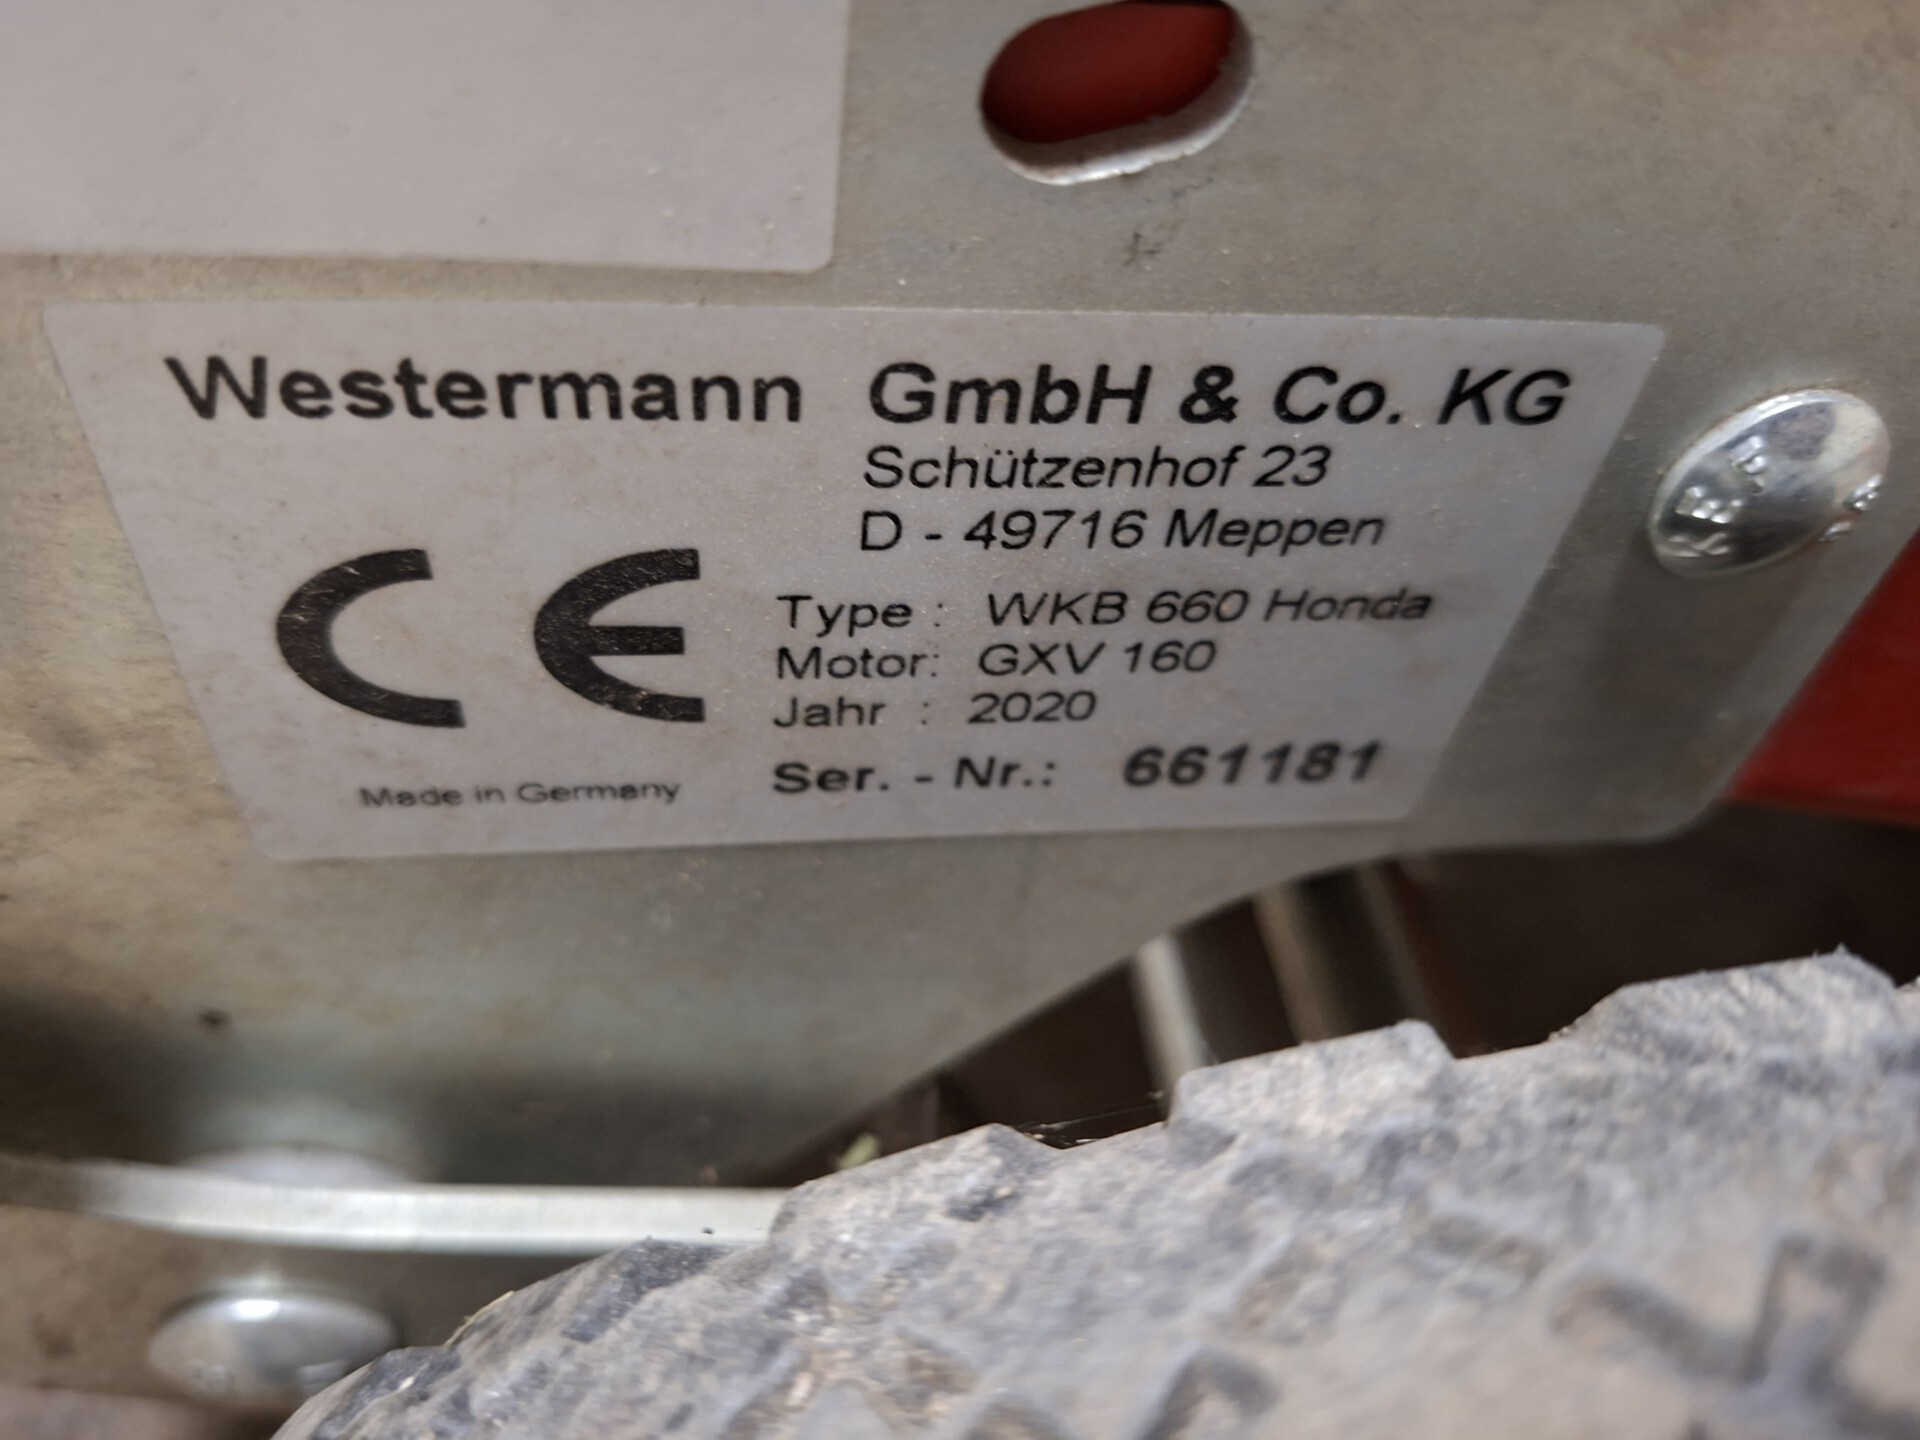 Westermann GmbH & Co. KG
Schützenhof 23
D - 49716 Meppen
CE
Type : WKB 660 Honda
Motor: GXV 160
Jahr : 2020
Ser. - Nr.: 661181
Made in Germany